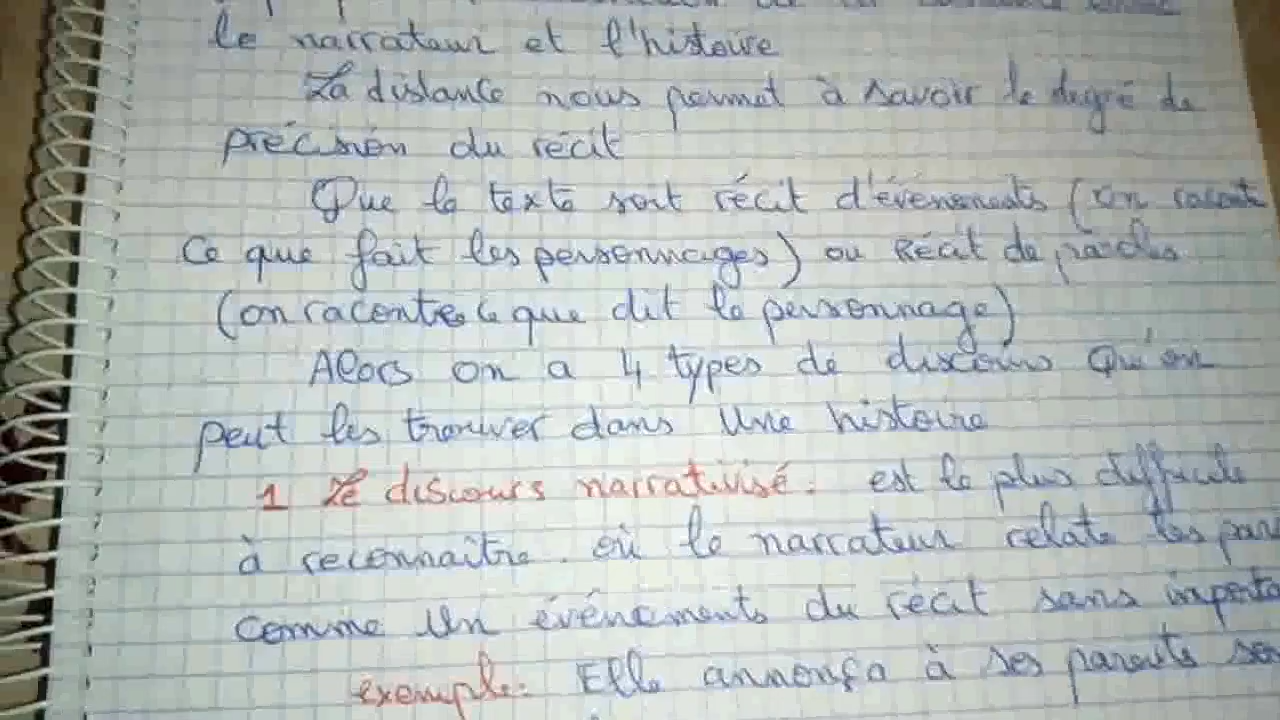 le narrateur et l'histoire
La distance nous permet à savoir le degré de
précision du récit
Que le texte soit récit d'événements (on raconte
Ce que fait les personnages) ou Récit de paroles
(on raconte ce que dit le personnage)
Alors on a 4 types de discours Qu'on
peut les trouver dans une histoire
1 Le discours narrativisé : est le plus difficile
à reconnaître. où le narrateur relate les
comme un événements du récit sans
exemple: Elle annonça à ses parents